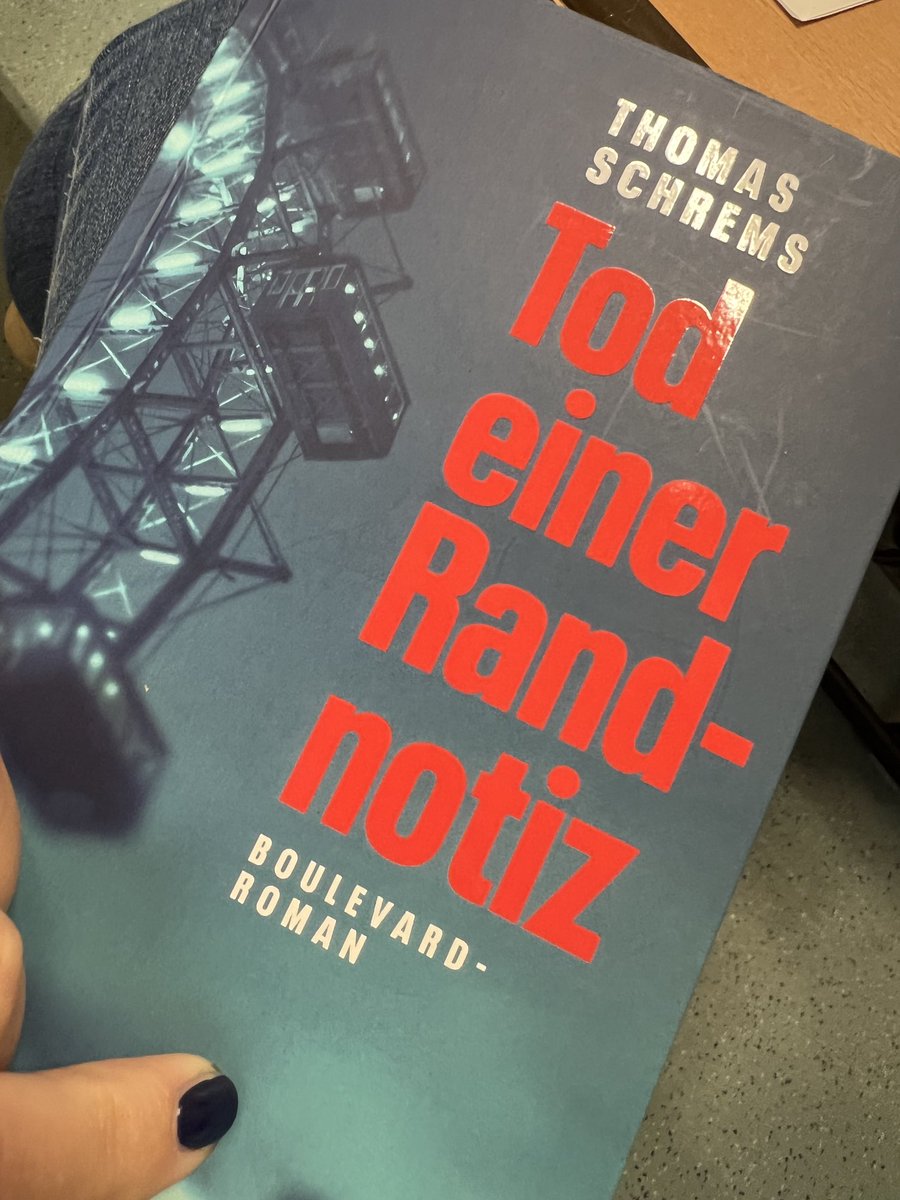 THOMAS
SCHREMS
Tod
einer
Rand-
notiz
BOULEVARD-
ROMAN